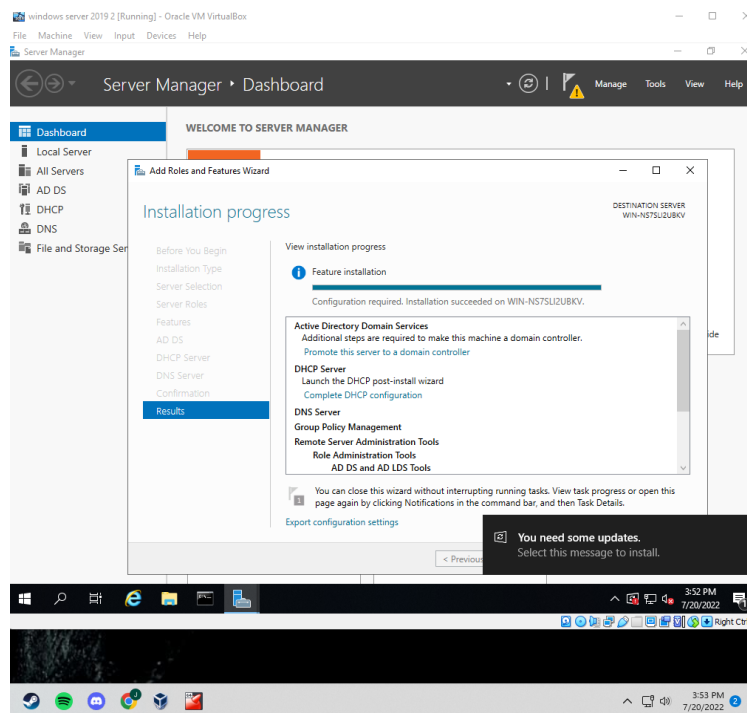 windows server 2019 2 [Running] - Oracle VM VirtualBox
File Machine View Input Devices Help
Server Manager
Server Manager • Dashboard
Manage Tools View Help
Dashboard
Local Server
All Servers
AD DS
DHCP
DNS
File and Storage Ser
WELCOME TO SERVER MANAGER
Add Roles and Features Wizard
Installation progress
DESTINATION SERVER
WIN-NS7SLI2UBKV
Before You Begin
Installation Type
Server Selection
Server Roles
Features
AD DS
DHCP Server
DNS Server
Confirmation
Results
View installation progress
Feature installation
Configuration required. Installation succeeded on WIN-NS7SLI2UBKV.
Active Directory Domain Services
Additional steps are required to make this machine a domain controller.
Promote this server to a domain controller
DHCP Server
Launch the DHCP post-install wizard
Complete DHCP configuration
DNS Server
Group Policy Management
Remote Server Administration Tools
Role Administration Tools
AD DS and AD LDS Tools
1
You can close this wizard without interrupting running tasks. View task progress or open this
page again by clicking Notifications in the command bar, and then Task
Details.
Export configuration settings
< Previous
ide
You need some updates.
Select this message to install.
3:52 PM
7/20/2022
1
Right Ctr
3:53 PM
7/20/2022
2